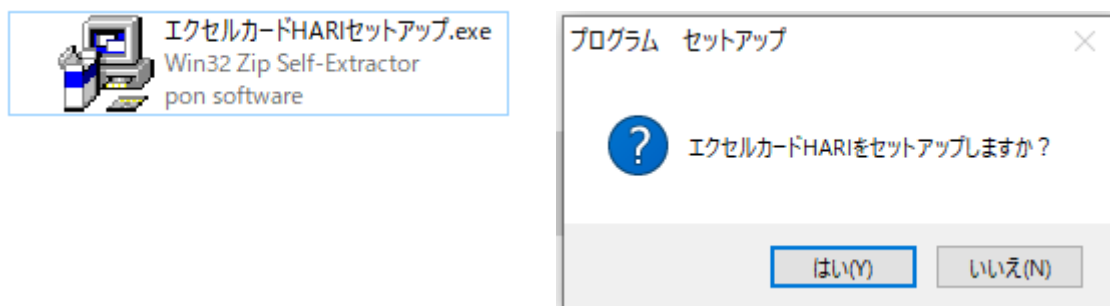 エクセルカードHARIセットアップ.exe
Win32 Zip Self-Extractor
pon software
プログラム　セットアップ
エクセルカードHARIをセットアップしますか？
はい(Y)
いいえ(N)